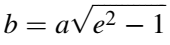 b = a√e² − 1